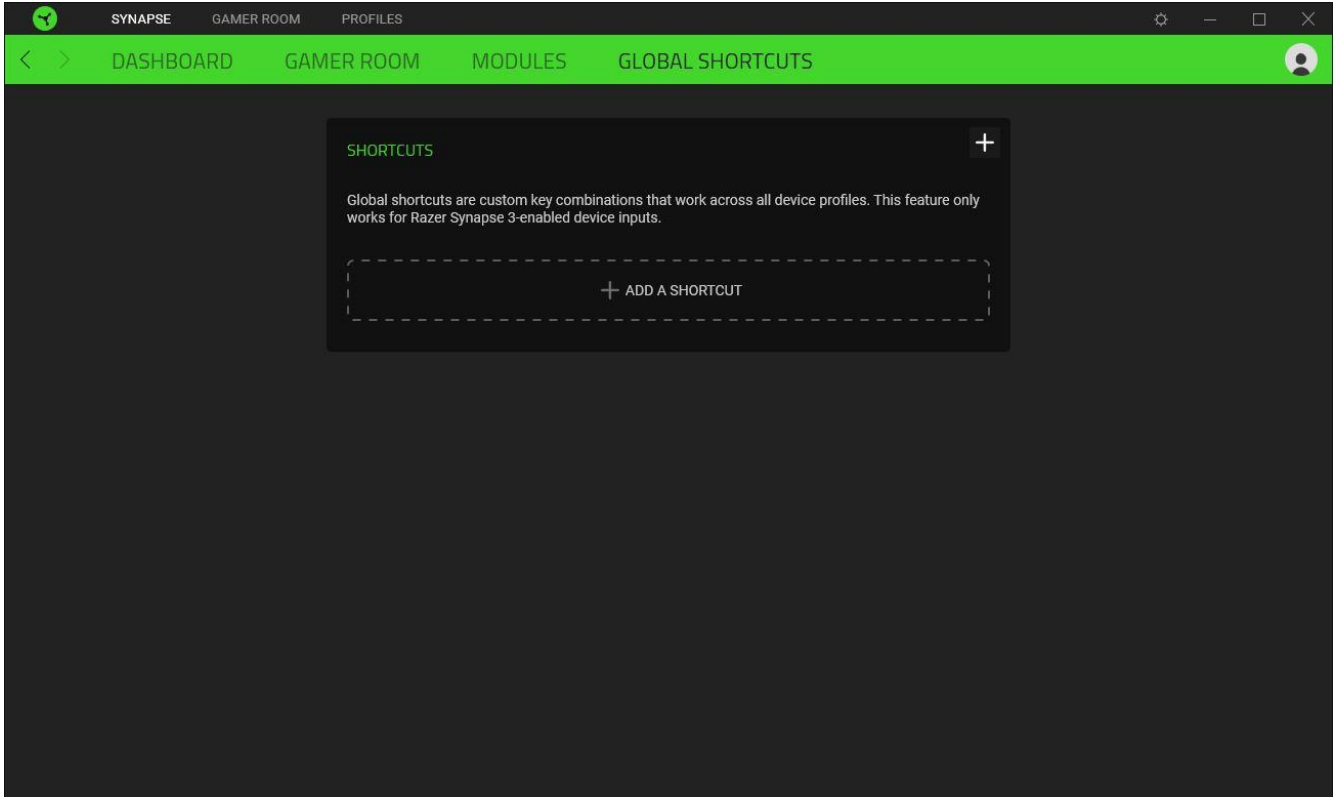 SYNAPSE GAMER ROOM PROFILES
DASHBOARD GAMER ROOM MODULES GLOBAL SHORTCUTS
SHORTCUTS
Global shortcuts are custom key combinations that work across all device profiles. This feature only
works for Razer Synapse 3-enabled device inputs.
ADD A SHORTCUT